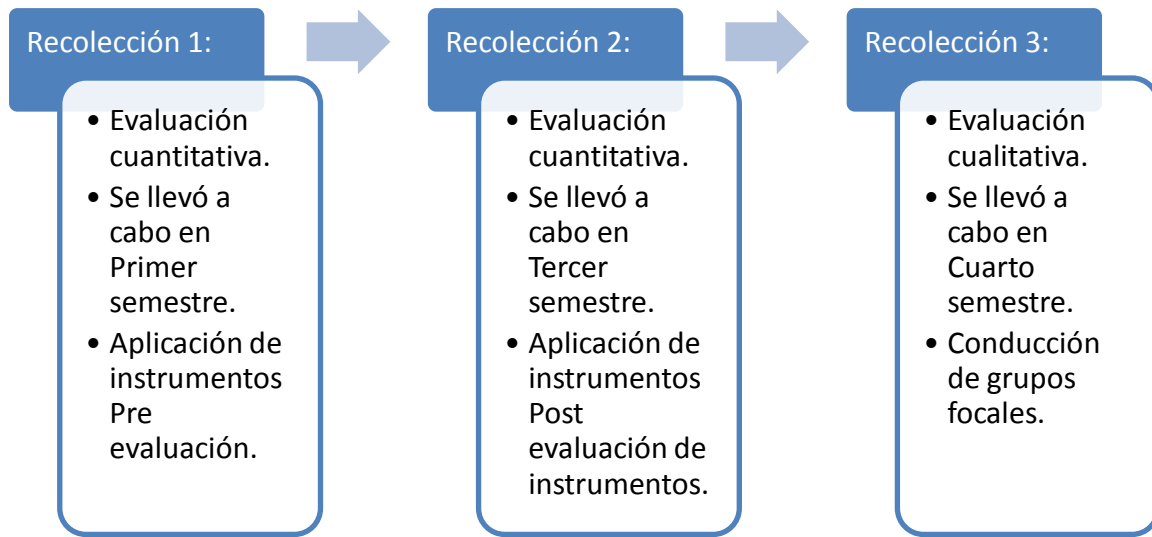 Recolección 1:
• Evaluación
cuantitativa.
• Se llevó a
cabo en
Primer
semestre.
• Aplicación de
instrumentos
Pre
evaluación.
Recolección 2:
• Evaluación
cuantitativa.
• Se llevó a
cabo en
Tercer
semestre.
• Aplicación de
instrumentos
Post
evaluación de
instrumentos.
Recolección 3:
• Evaluación
cualitativa.
• Se llevó a
cabo en
Cuarto
semestre.
• Conducción
de grupos
focales.